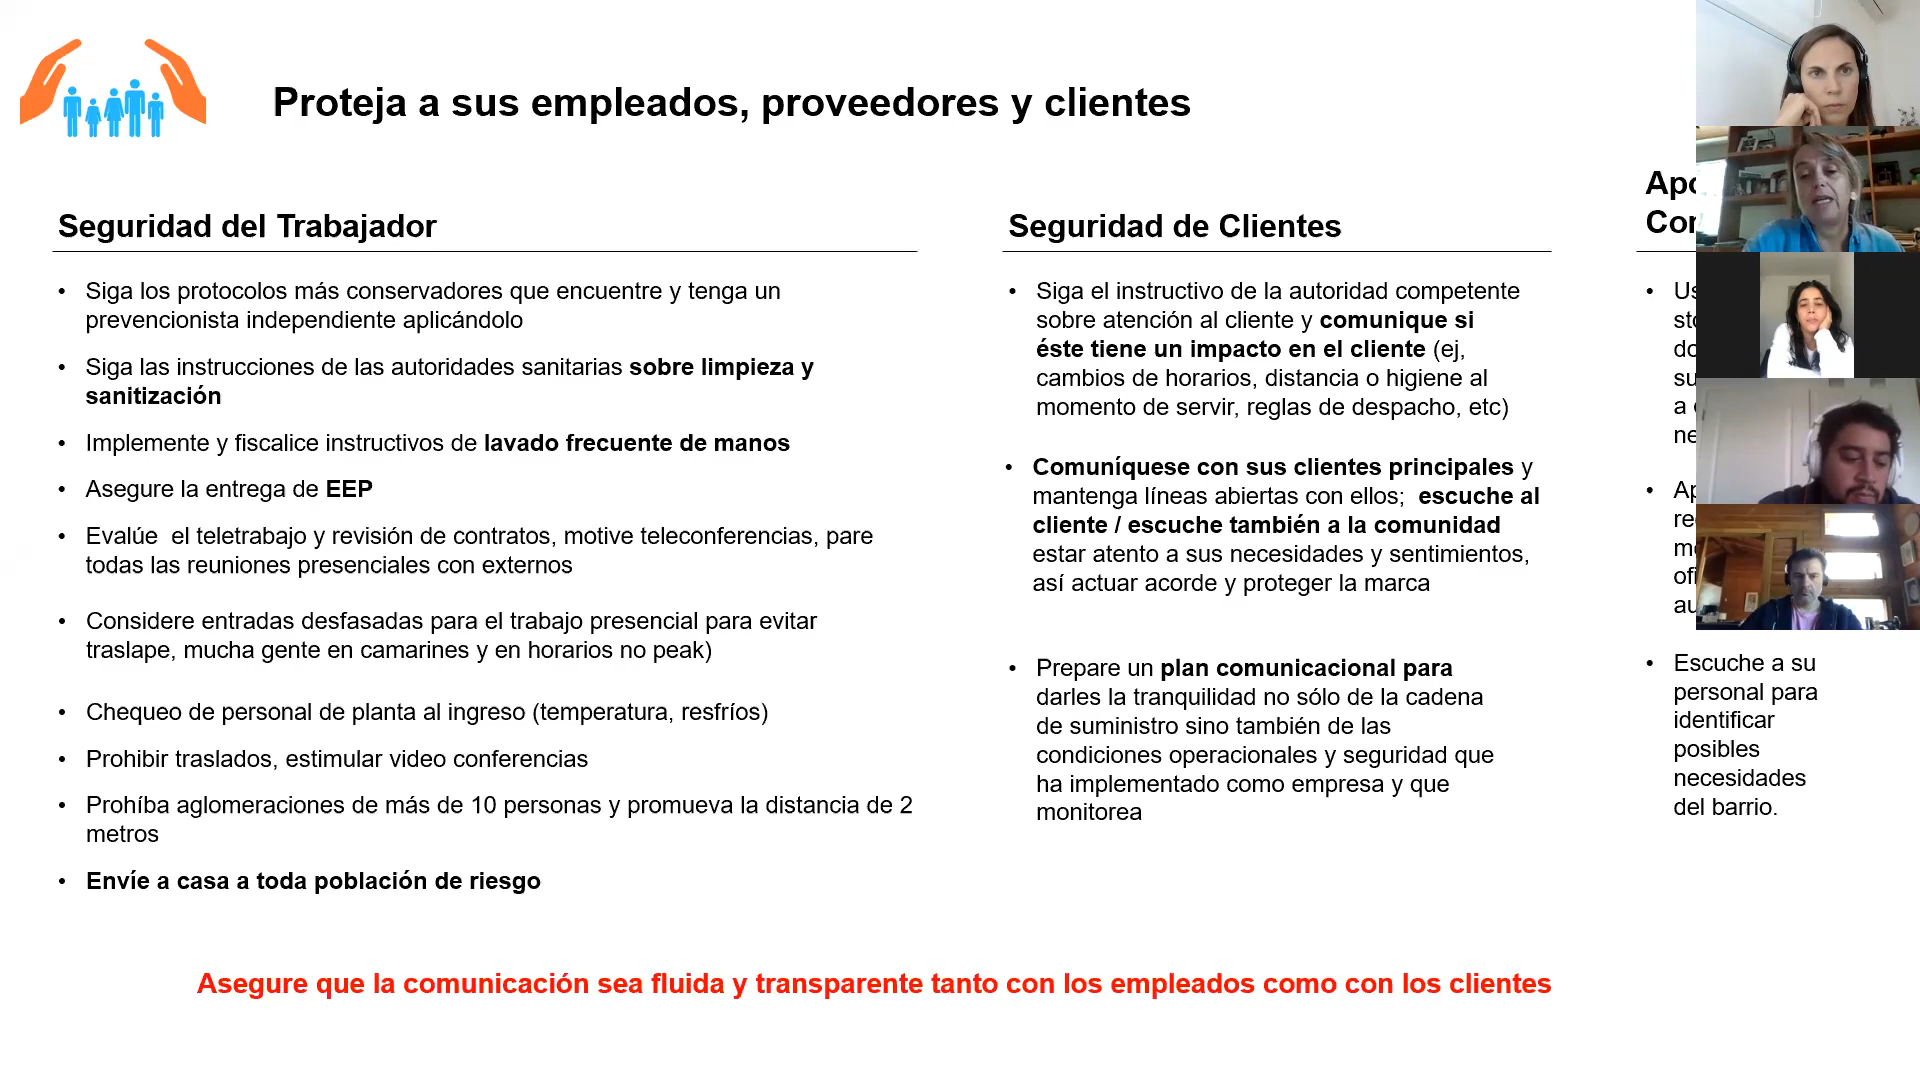 Proteja a sus empleados, proveedores y clientes
Seguridad del Trabajador
• Siga los protocolos más conservadores que encuentre y tenga un
prevencionista independiente aplicándolo
• Siga las instrucciones de las autoridades sanitarias sobre limpieza y
sanitización
• Implemente y fiscalice instructivos de lavado frecuente de manos
• Asegure la entrega de EEP
• Evalúe  el teletrabajo y revisión de contratos, motive teleconferencias, pare
todas las reuniones presenciales con externos
• Considere entradas desfasadas para el trabajo presencial para evitar
traslape, mucha gente en camarines y en horarios no peak)
• Chequeo de personal de planta al ingreso (temperatura, resfríos)
• Prohibir traslados, estimular video conferencias
• Prohíba aglomeraciones de más de 10 personas y promueva la distancia de 2
metros
• Envíe a casa a toda población de riesgo
Seguridad de Clientes
• Siga el instructivo de la autoridad competente
sobre atención al cliente y comunique si
éste tiene un impacto en el cliente (ej,
cambios de horarios, distancia o higiene al
momento de servir, reglas de despacho, etc)
• Comuníquese con sus clientes principales y
mantenga líneas abiertas con ellos;  escuche al
cliente / escuche también a la comunidad
estar atento a sus necesidades y sentimientos,
así actuar acorde y proteger la marca
• Prepare un plan comunicacional para
darles la tranquilidad no sólo de la cadena
de suministro sino también de las
condiciones operacionales y seguridad que
ha implementado como empresa y que
monitorea
• Escuche a su
personal para
identificar
posibles
necesidades
del barrio.
Asegure que la comunicación sea fluida y transparente tanto con los empleados como con los clientes